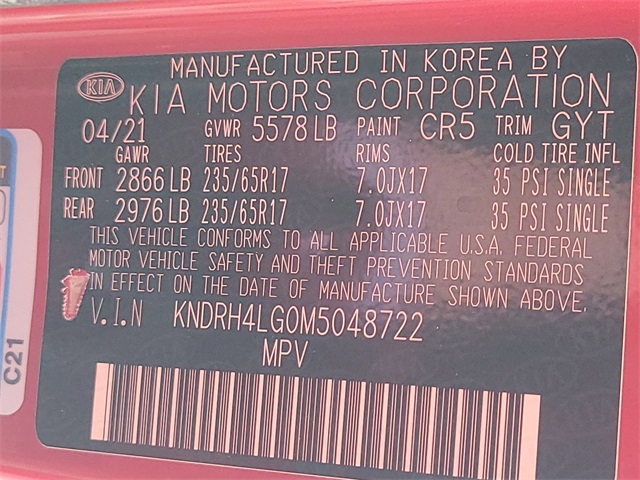 MANUFACTURED IN KOREA BY
KIA
KIA MOTORS CORPORATION
04/21 GVWR 5578 LB PAINT CR5 TRIM GYT
GAWR TIRES RIMS COLD TIRE INFL
FRONT 2866 LB 235/65R17 7.0JX17 35 PSI SINGLE
REAR 2976 LB 235/65R17 7.0JX17 35 PSI SINGLE
THIS VEHICLE CONFORMS TO ALL APPLICABLE U.S.A. FEDERAL
MOTOR VEHICLE SAFETY AND THEFT PREVENTION STANDARDS
IN EFFECT ON THE DATE OF MANUFACTURE SHOWN ABOVE.
V.I.N KNDRH4LG0M5048722
MPV
C21